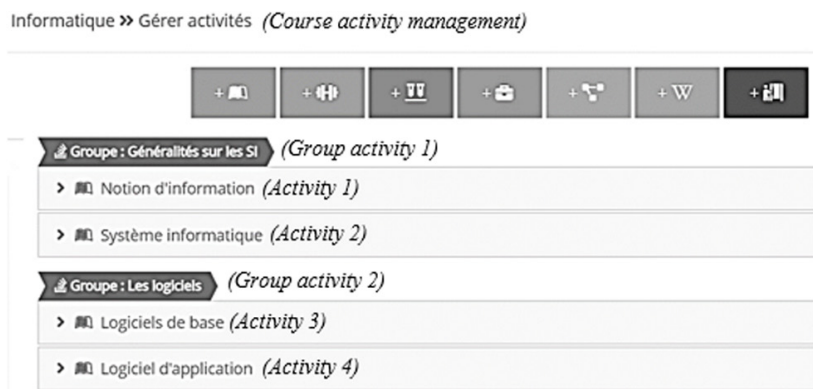 Informatique » Gérer activités (Course activity management)
+ + + + + + W +
Groupe : Généralités sur les SI (Group activity 1)
> Notion d'information (Activity 1)
> Système informatique (Activity 2)
Groupe : Les logiciels (Group activity 2)
> Logiciels de base (Activity 3)
> Logiciel d'application (Activity 4)